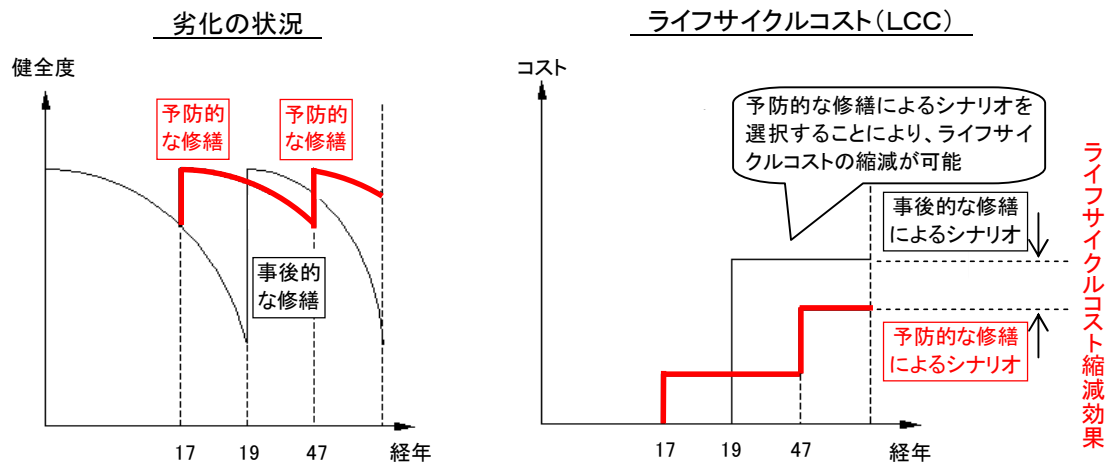 劣化の状況
健全度
予防的
な修繕
予防的
な修繕
事後的
な修繕
17
19
47
経年
ライフサイクルコスト(LCC)
コスト
予防的な修繕によるシナリオを
選択することにより、ライフサイ
クルコストの縮減が可能
事後的な修繕
によるシナリオ
予防的な修繕
によるシナリオ
17
19
47
経年
ライフサイクルコスト縮減効果